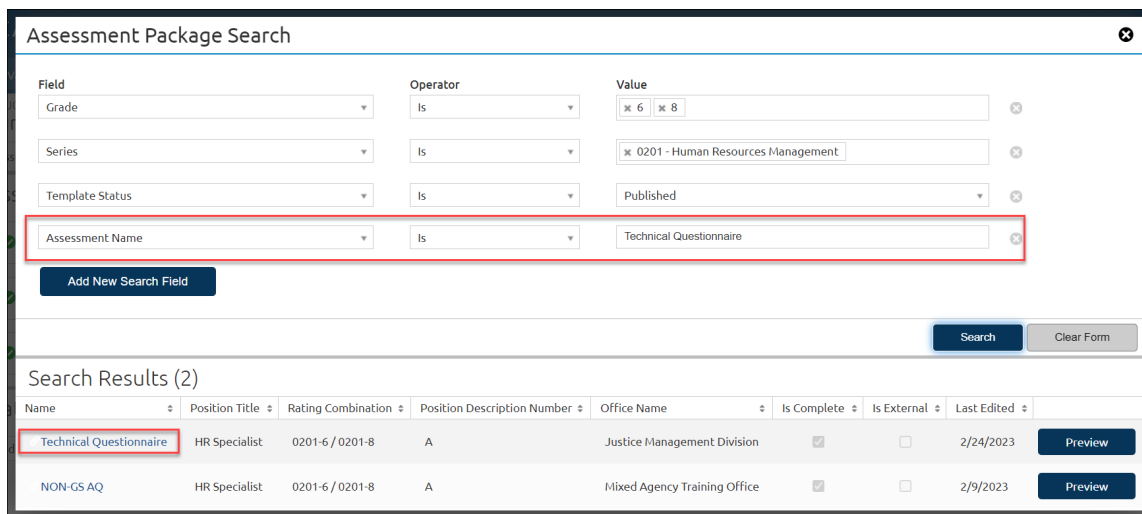 Assessment Package Search
Field Operator Value
Grade Is 6 8
Series Is 0201 - Human Resources Management
Template Status Is Published
Assessment Name Is Technical Questionnaire
Add New Search Field
Search Clear Form
Search Results (2)
Name Position Title Rating Combination Position Description Number Office Name Is Complete Is External Last Edited
Technical Questionnaire HR Specialist 0201-6 / 0201-8 A Justice Management Division 2/24/2023 Preview
NON-GS AQ HR Specialist 0201-6 / 0201-8 A Mixed Agency Training Office 2/9/2023 Preview